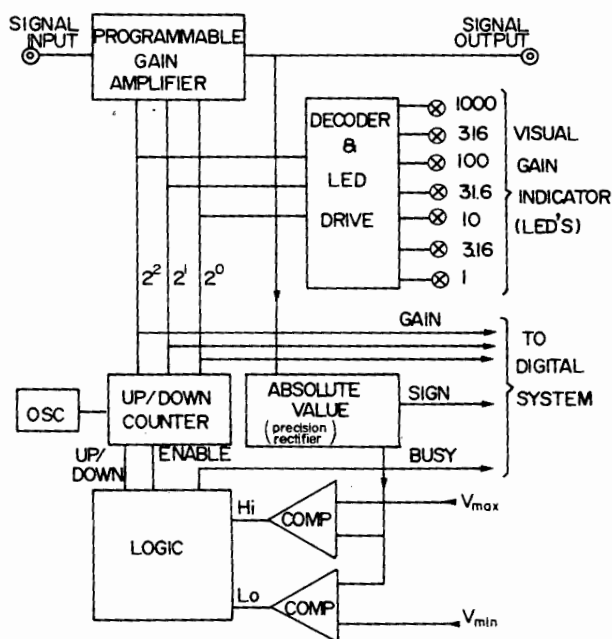 SIGNAL
INPUT
PROGRAMMABLE
GAIN
AMPLIFIER
SIGNAL
OUTPUT
DECODER
&
LED
DRIVE
1000
316
100
31.6
10
3.16
1
VISUAL
GAIN
INDICATOR
(LED'S)
2² 2¹ 2⁰
GAIN
TO
DIGITAL
SYSTEM
OSC
UP/DOWN
COUNTER
ABSOLUTE
VALUE
(precision
rectifier)
SIGN
UP/
DOWN
ENABLE
BUSY
LOGIC
Hi
COMP
Vmax
Lo
COMP
Vmin